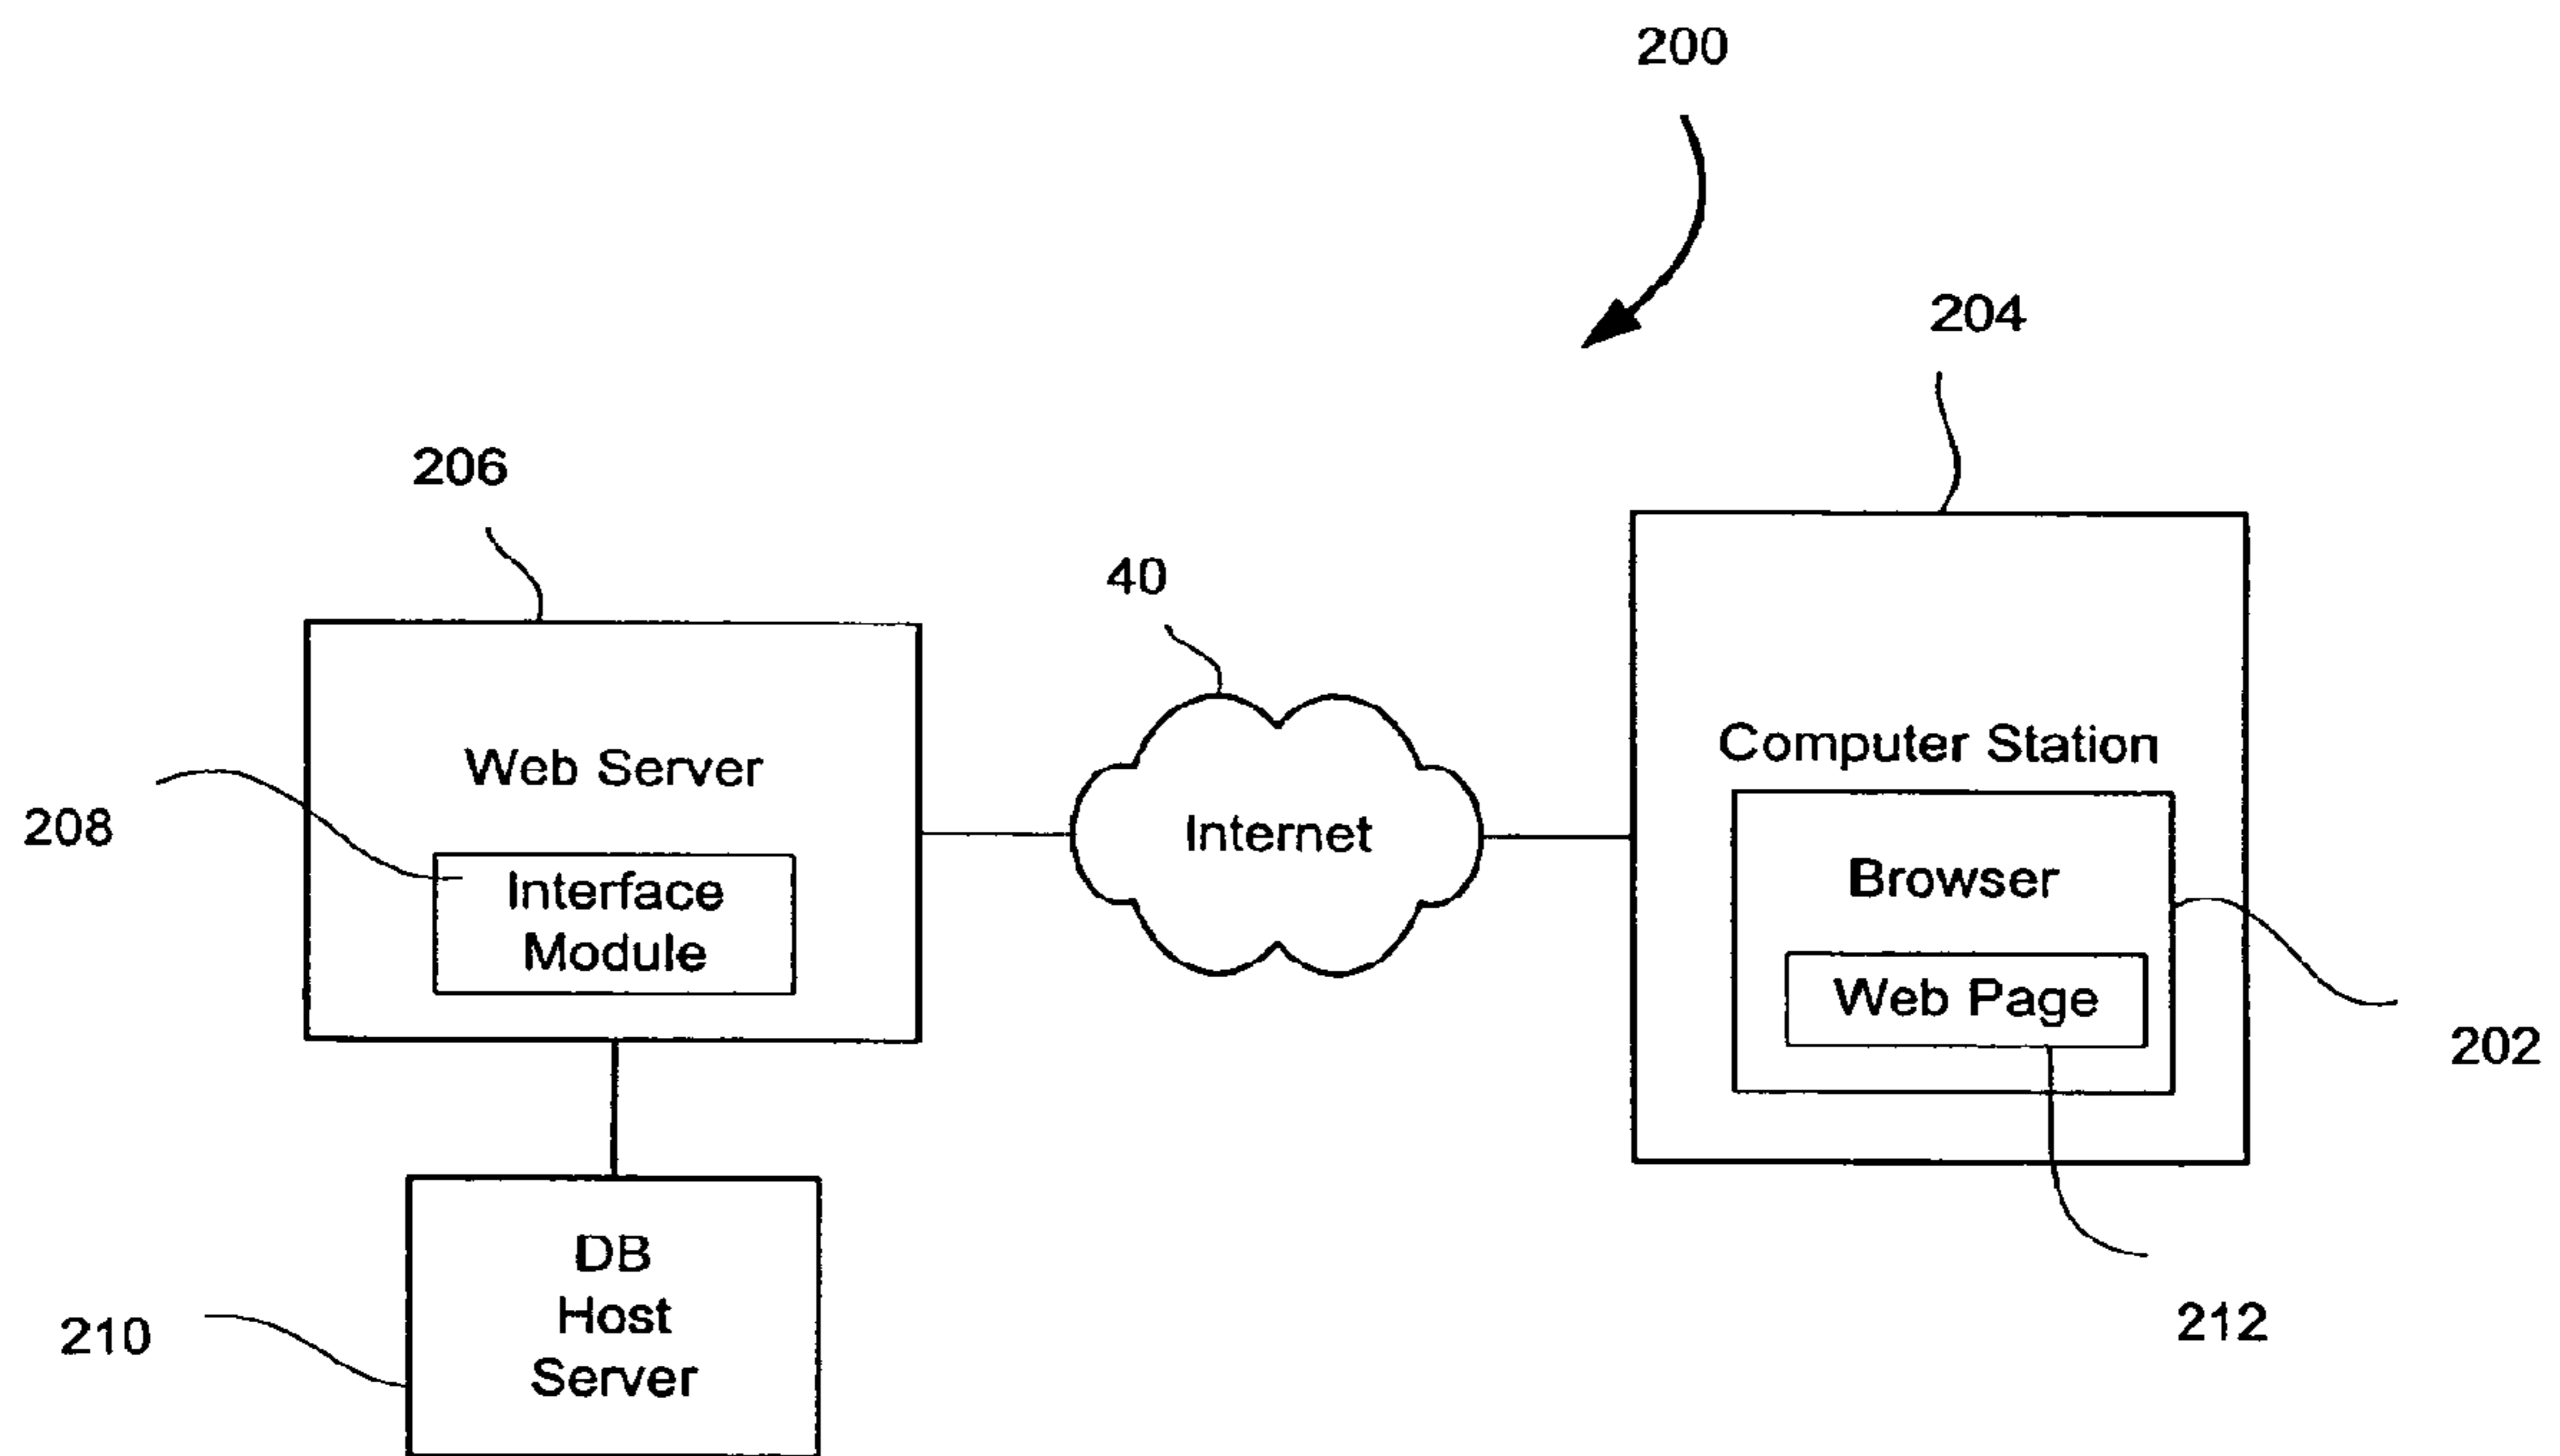 200
204
206
40
Web Server
Computer Station
208
Internet
Interface
Module
Browser
Web Page
202
DB
Host
Server
210
212